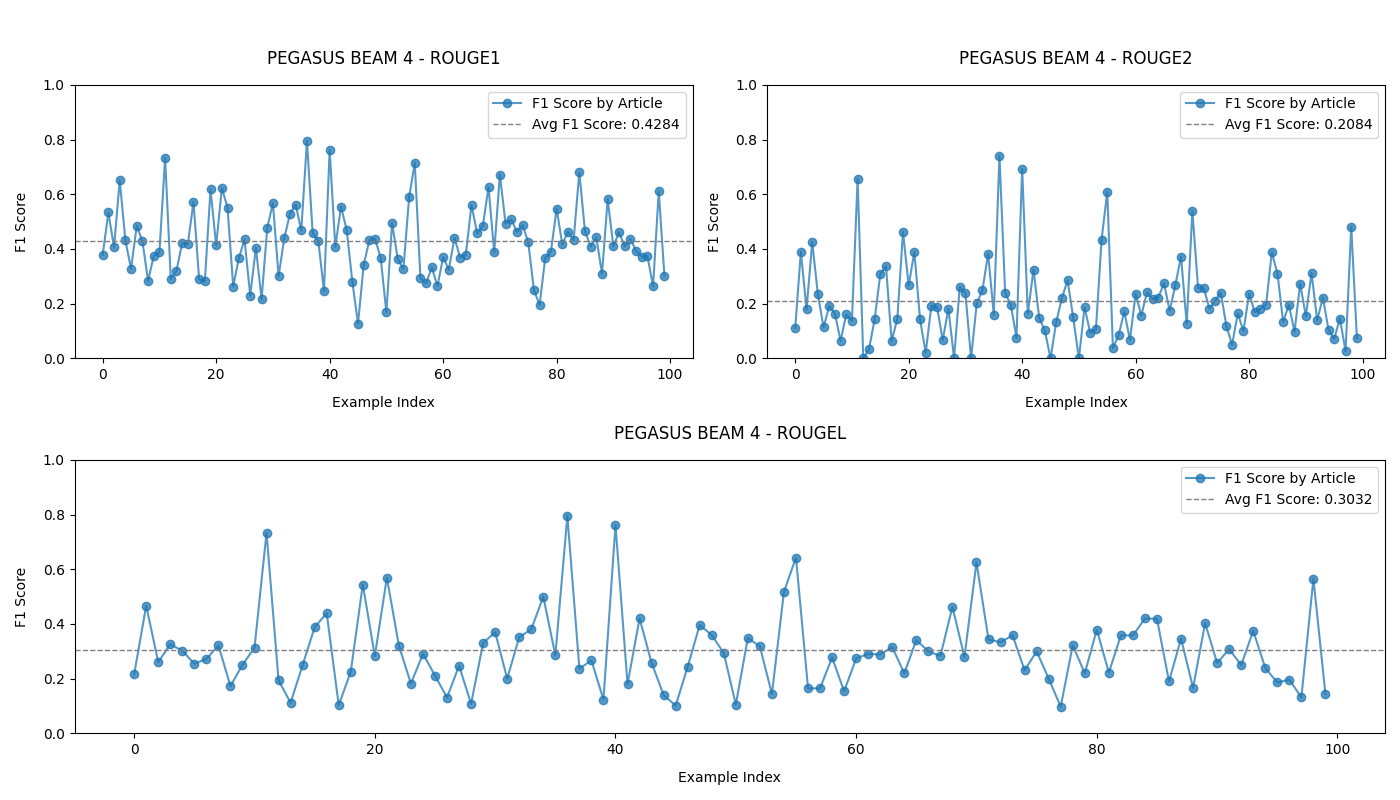 PEGASUS BEAM 4 - ROUGE1
F1 Score by Article
Avg F1 Score: 0.4284
F1 Score
1.0
0.8
0.6
0.4
0.2
0.0
0 20 40 60 80 100
Example Index
PEGASUS BEAM 4 - ROUGE2
F1 Score by Article
Avg F1 Score: 0.2084
F1 Score
1.0
0.8
0.6
0.4
0.2
0.0
0 20 40 60 80 100
Example Index
PEGASUS BEAM 4 - ROUGEL
F1 Score by Article
Avg F1 Score: 0.3032
F1 Score
1.0
0.8
0.6
0.4
0.2
0.0
0 20 40 60 80 100
Example Index